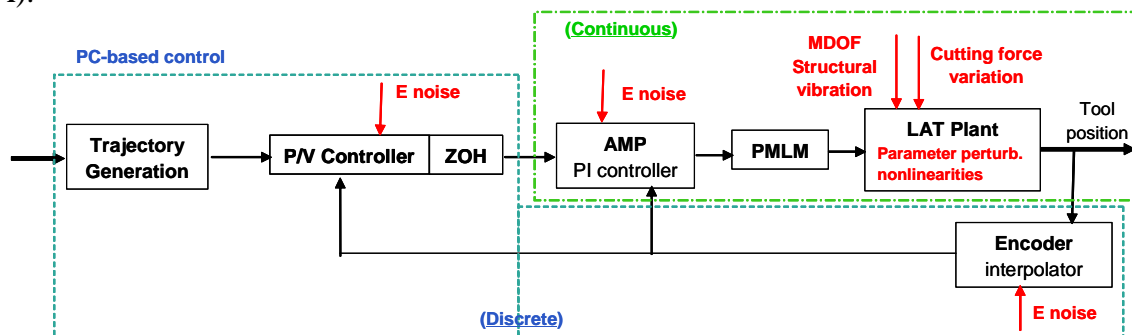 1).
(Continuous)
PC-based control
MDOF
Structural
vibration
Cutting force
variation
E noise
E noise
Tool
position
Trajectory
Generation
P/V Controller
ZOH
AMP
PI controller
PMLM
LAT Plant
Parameter perturb.
nonlinearities
Encoder
interpolator
(Discrete)
E noise